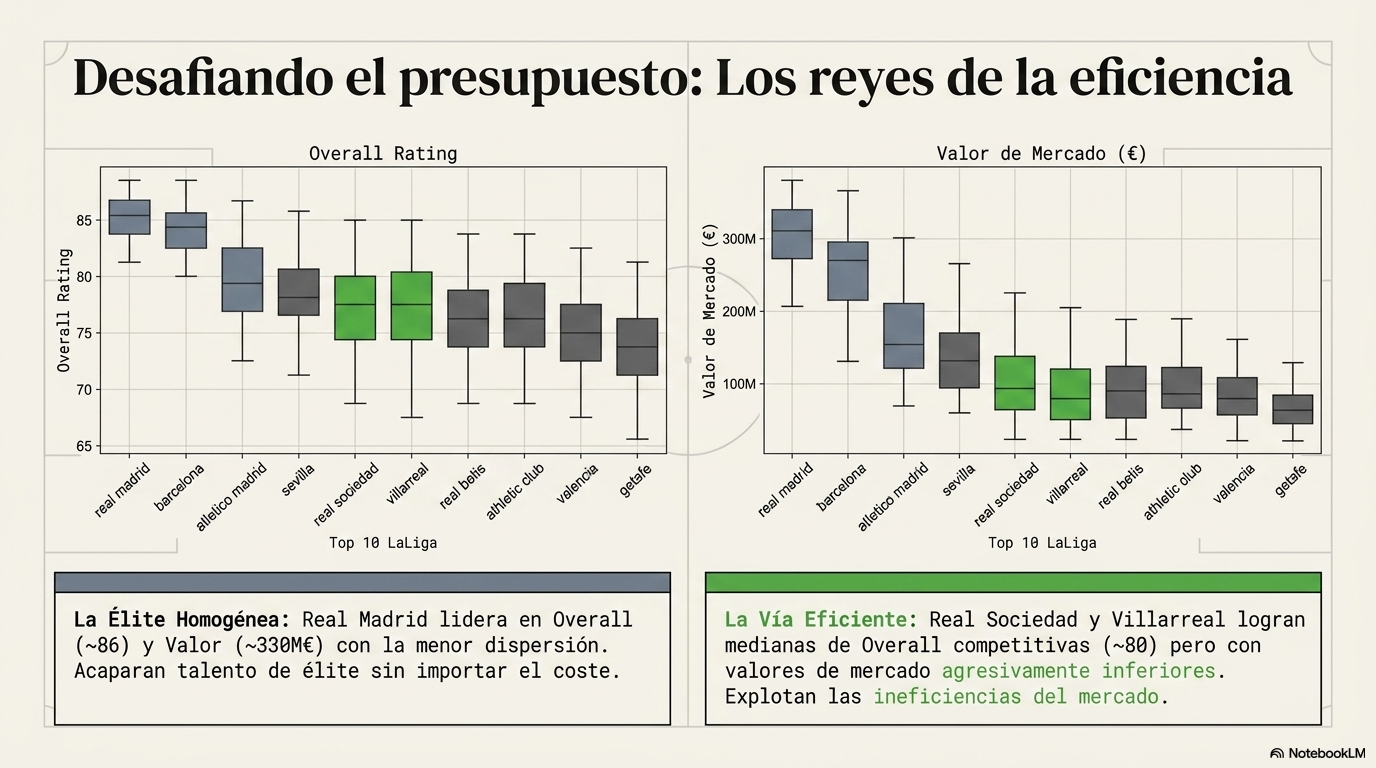 Desafiando el presupuesto: Los reyes de la eficiencia
Overall Rating
Overall Rating
85
80
75
70
65
real madrid
barcelona
atletico madrid
sevilla
real sociedad
villarreal
real betis
athletic club
valencia
getafe
Top 10 LaLiga
Valor de Mercado (€)
Valor de Mercado (€)
300M
200M
100M
real madrid
barcelona
atletico madrid
sevilla
real sociedad
villarreal
real betis
athletic club
valencia
getafe
Top 10 LaLiga
La Élite Homogénea: Real Madrid lidera en Overall
(~86) y Valor (~330M€) con la menor dispersión.
Acaparan talento de élite sin importar el coste.
La Vía Eficiente: Real Sociedad y Villarreal logran
medianas de Overall competitivas (~80) pero con
valores de mercado agresivamente inferiores.
Explotan las ineficiencias del mercado.
NotebookLM